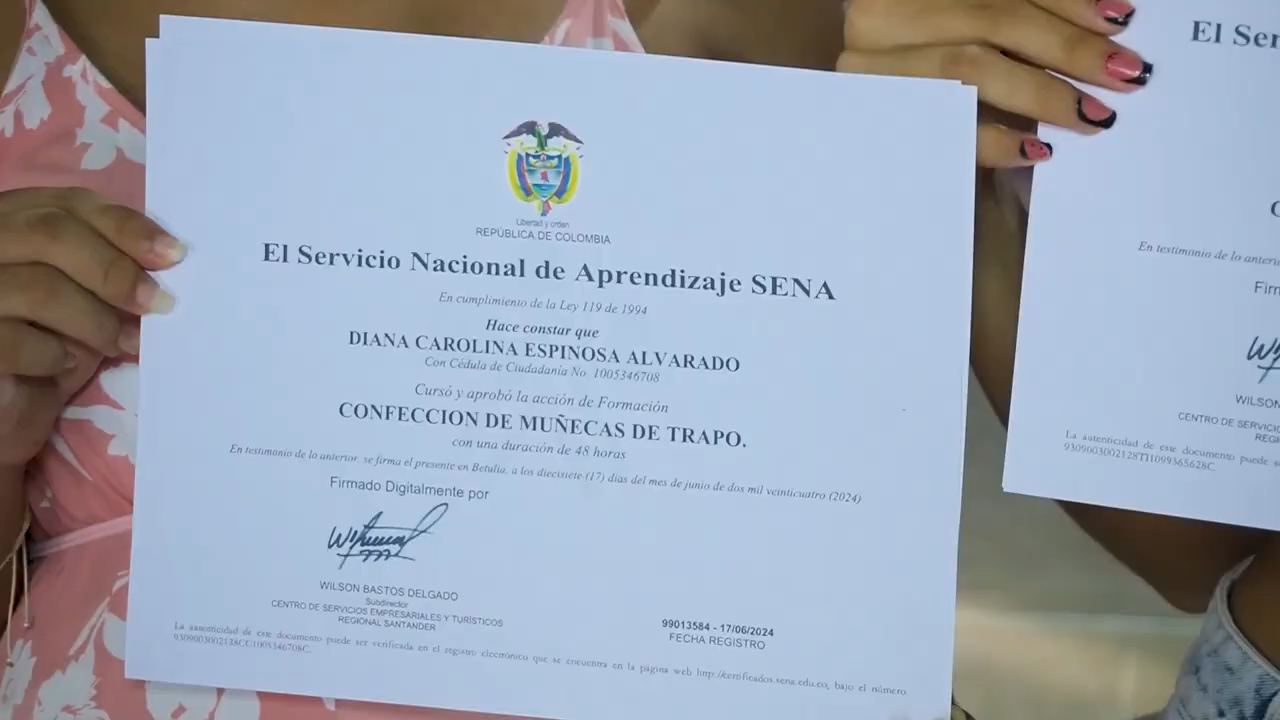 Libertad y orden
REPÚBLICA DE COLOMBIA
El Servicio Nacional de Aprendizaje SENA
En cumplimiento de la Ley 119 de 1994
Hace constar que
DIANA CAROLINA ESPINOSA ALVARADO
Con Cédula de Ciudadanía No. 1005346708
Cursó y aprobó la acción de Formación
CONFECCION DE MUÑECAS DE TRAPO.
con una duración de 48 horas
En testimonio de lo anterior, se firma el presente en Betulia, a los diecisiete (17) días del mes de junio de dos mil veinticuatro (2024)
Firmado Digitalmente por
WILSON BASTOS DELGADO
Subdirector
CENTRO DE SERVICIOS EMPRESARIALES Y TURÍSTICOS
REGIONAL SANTANDER
99013584 - 17/06/2024
FECHA REGISTRO
La autenticidad de este documento puede ser verificada en el registro electrónico que se encuentra en la página web http://certificados.sena.edu.co, bajo el número
9309003002128CC1005346708C.
El Ser
En testimonio de lo anterior
Firm
WILSON
CENTRO DE SERVICIO
REGI
La autenticidad de este documento puede se
9309003002128TI1099365628C.